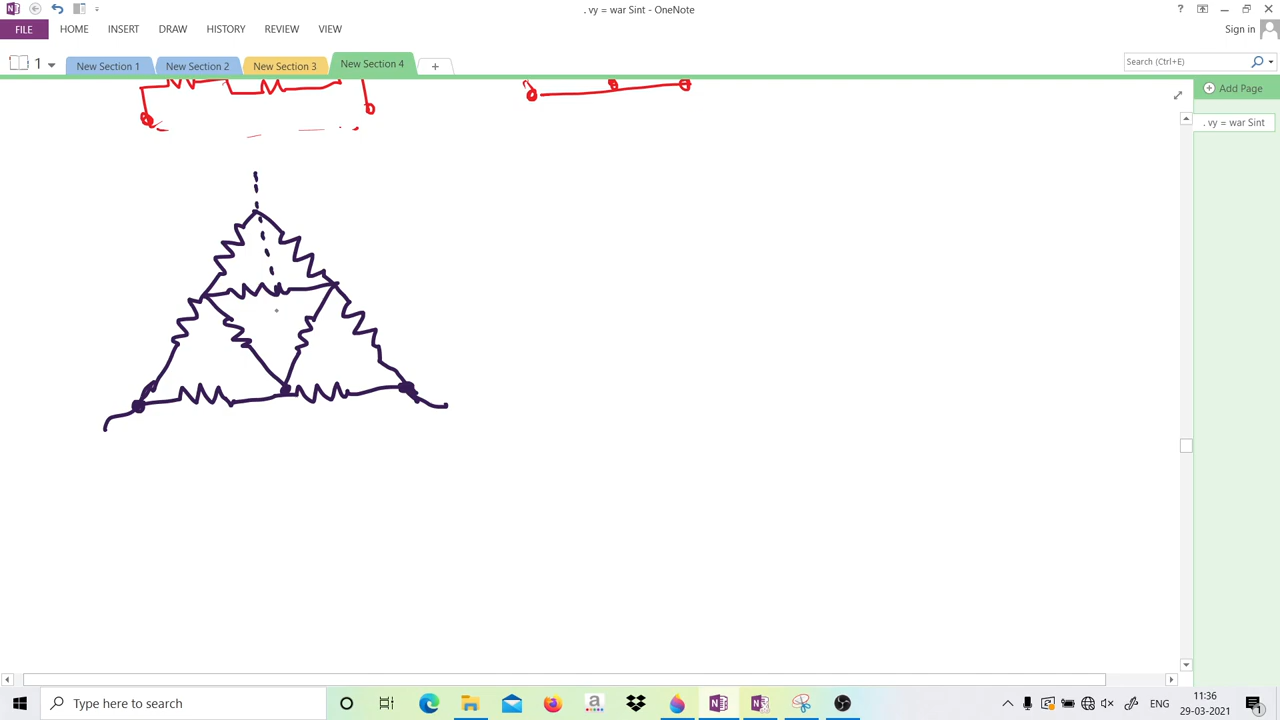 . vy = war Sint - OneNote
?
Sign in
FILE HOME INSERT DRAW HISTORY REVIEW VIEW
1 New Section 1 New Section 2 New Section 3 New Section 4 +
Search (Ctrl+E)
Add Page
. vy = war Sint
Type here to search
a
ENG
11:36
29-03-2021
1